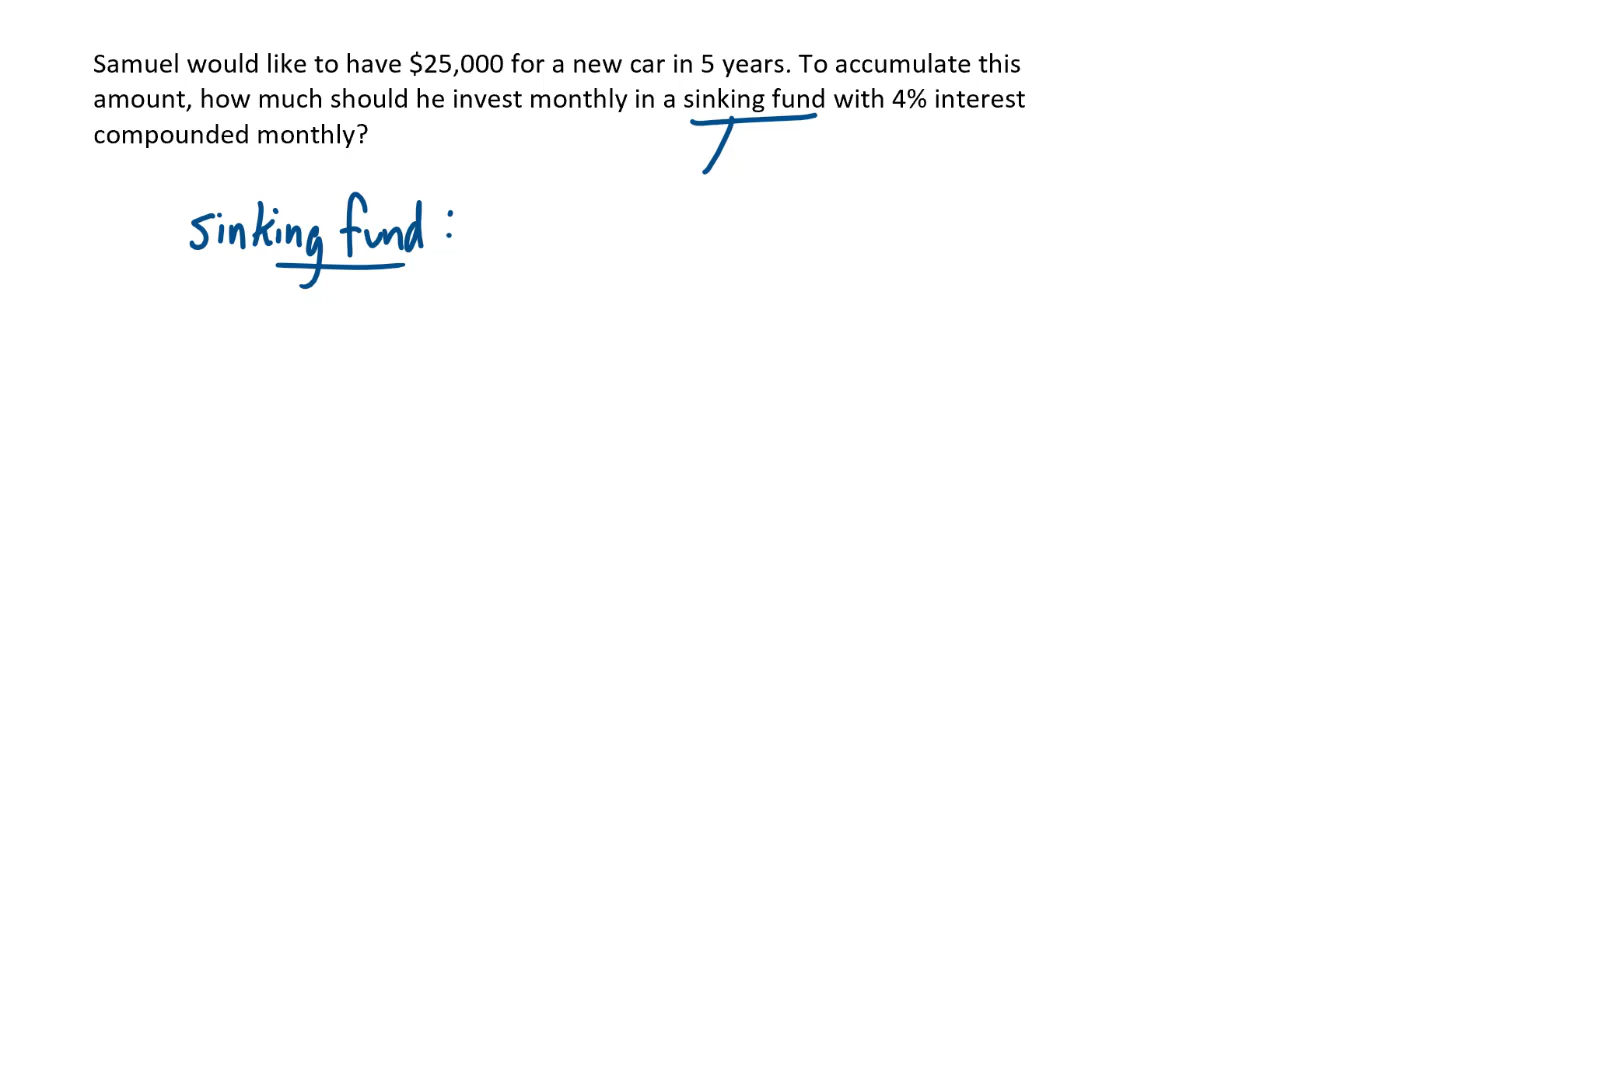 Samuel would like to have $25,000 for a new car in 5 years. To accumulate this
amount, how much should he invest monthly in a sinking fund with 4% interest
compounded monthly?
sinking fund :